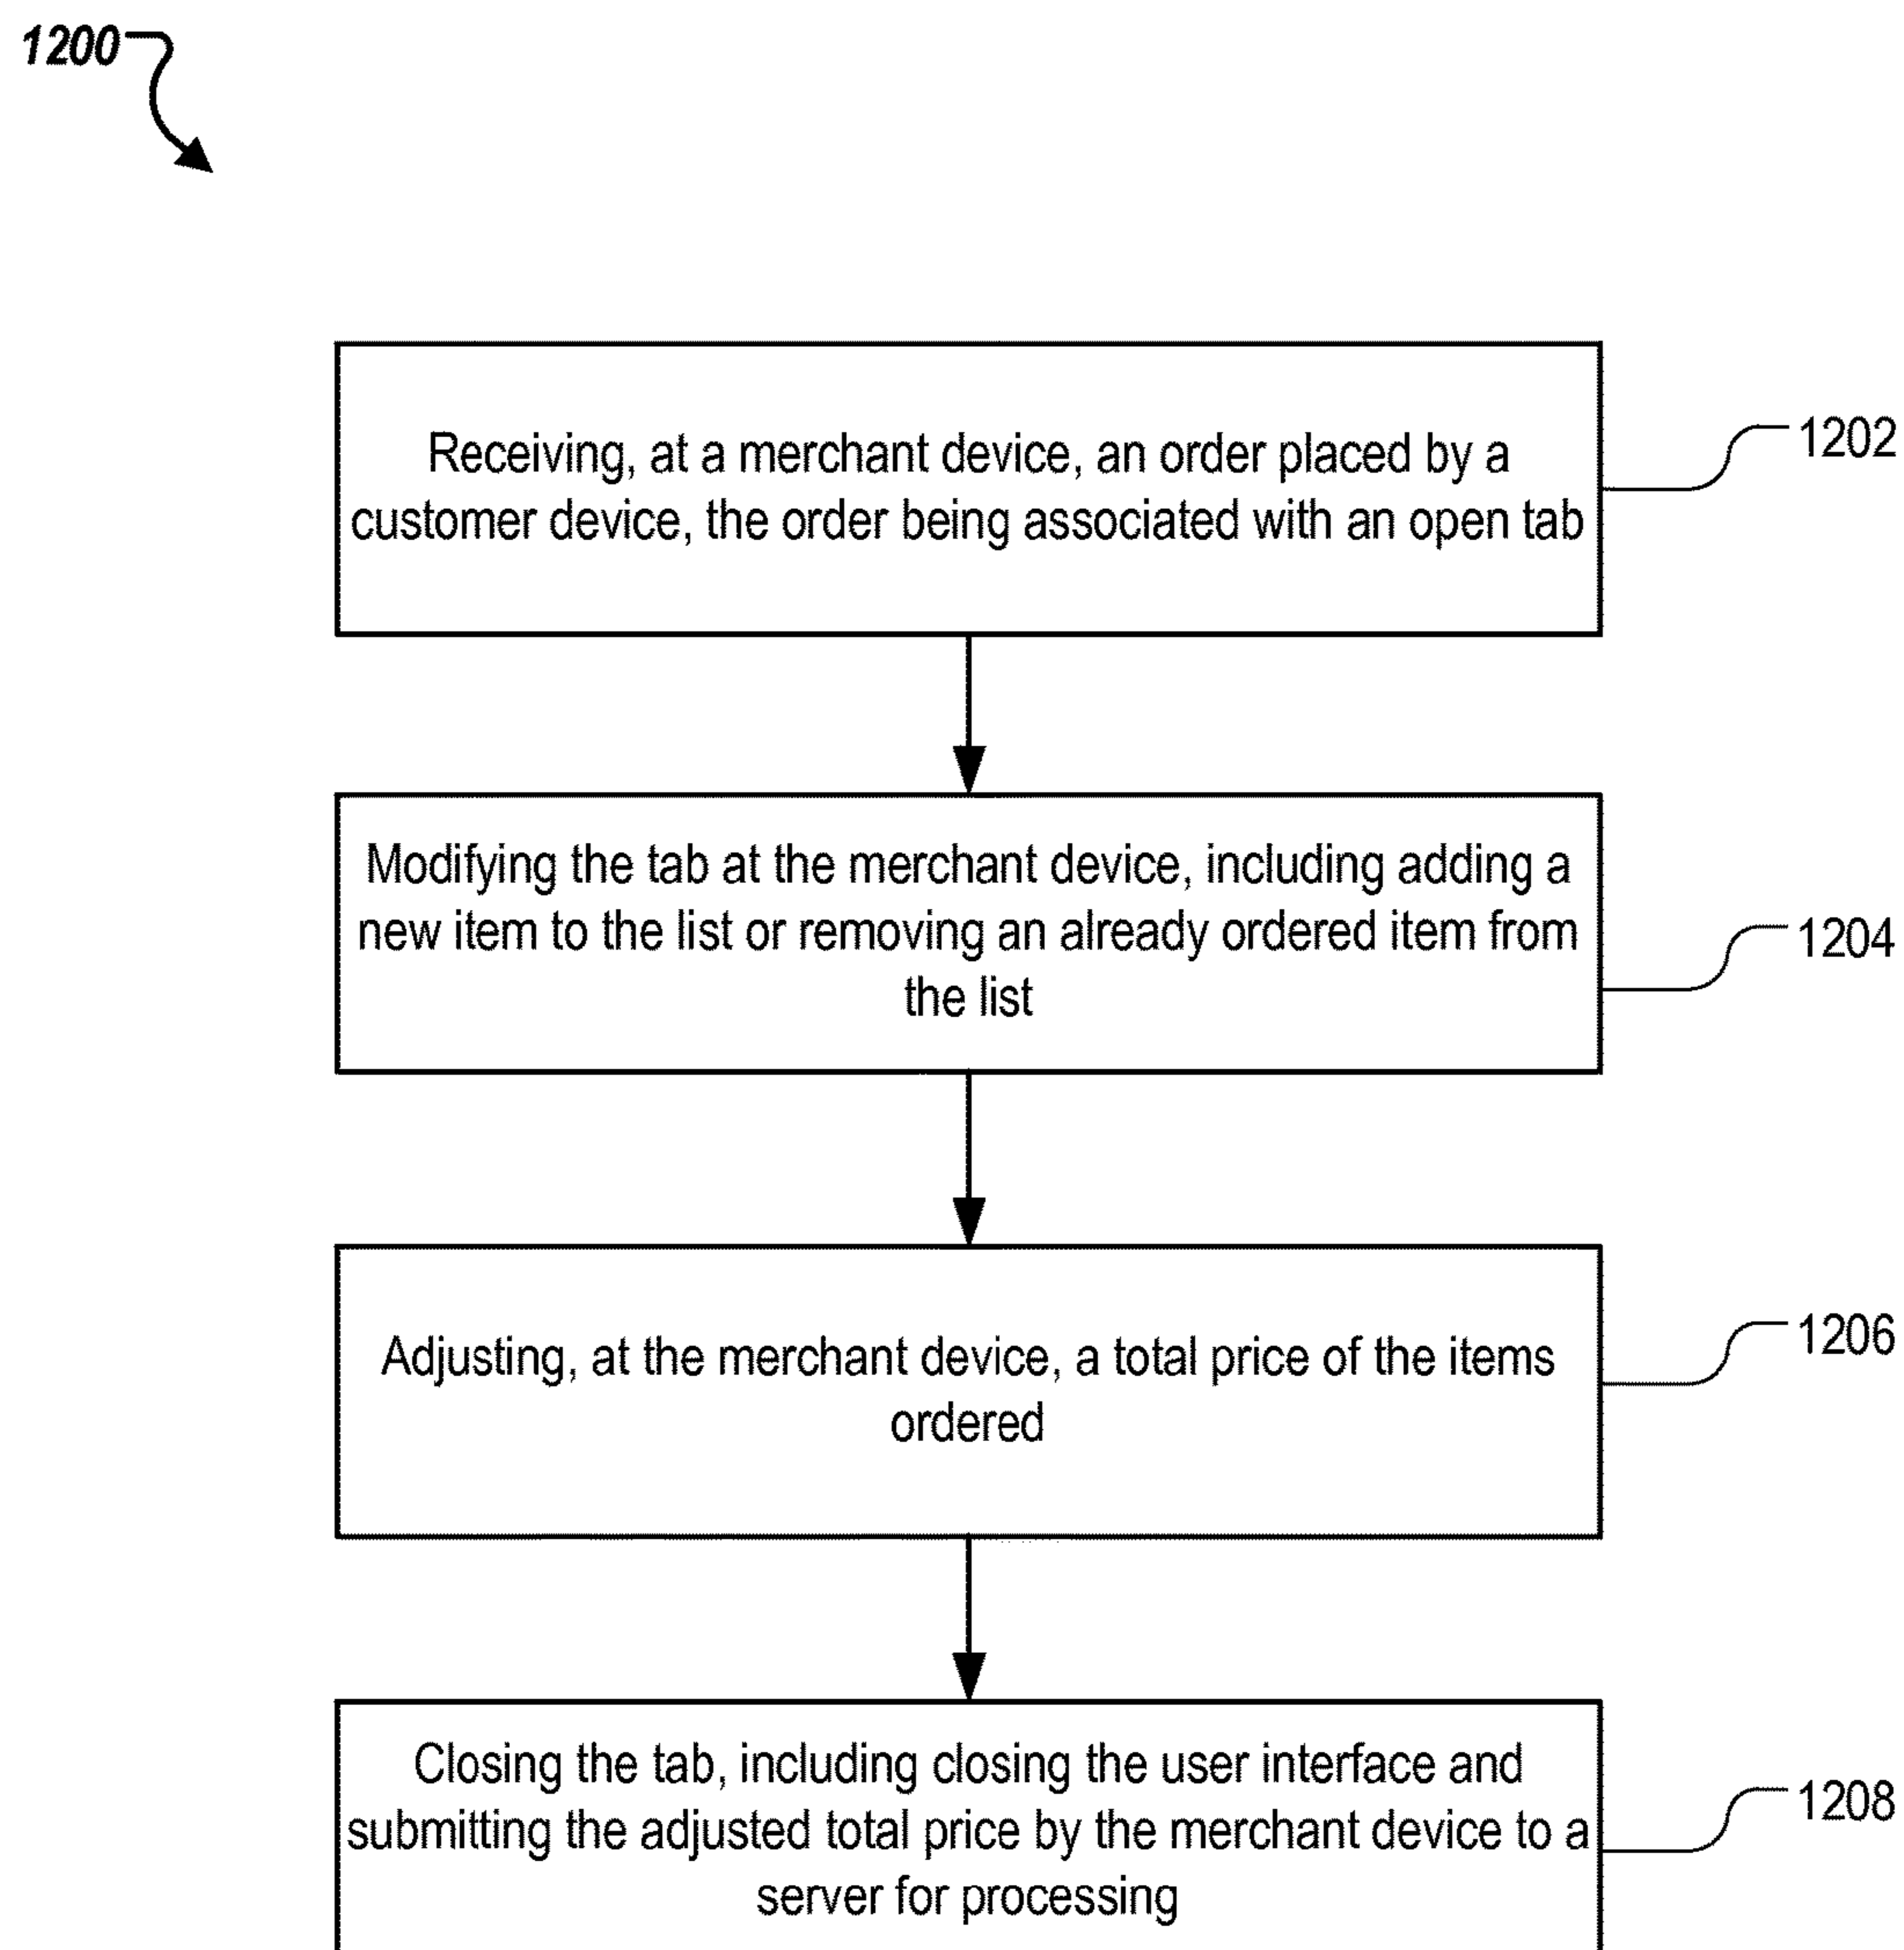 1200
Receiving, at a merchant device, an order placed by a
customer device, the order being associated with an open tab
1202
Modifying the tab at the merchant device, including adding a
new item to the list or removing an already ordered item from
the list
1204
Adjusting, at the merchant device, a total price of the items
ordered
1206
Closing the tab, including closing the user interface and
submitting the adjusted total price by the merchant device to a
server for processing
1208